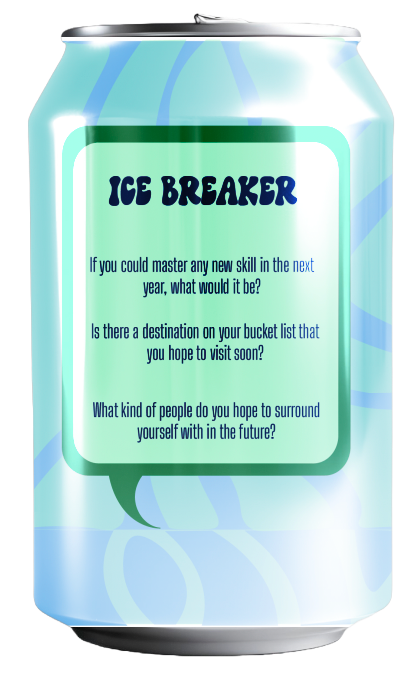 ICE BREAKER
If you could master any new skill in the next
year, what would it be?
Is there a destination on your bucket list that
you hope to visit soon?
What kind of people do you hope to surround
yourself with in the future?